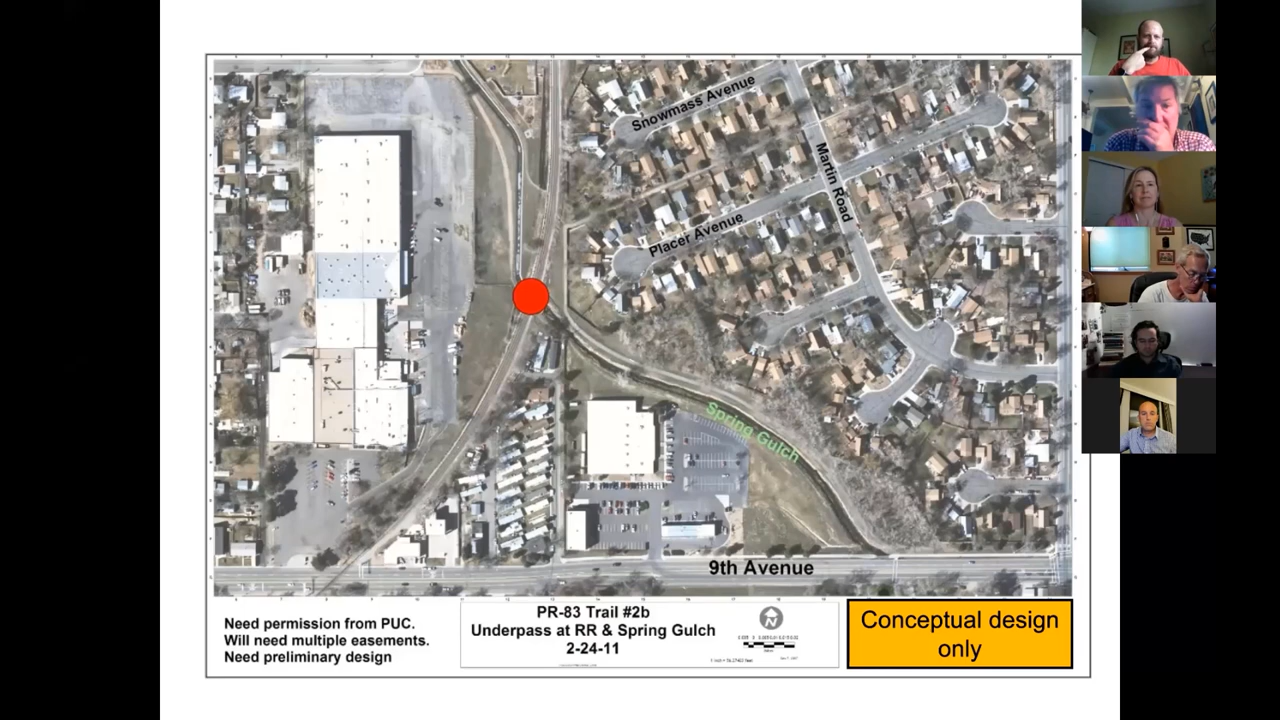 Snowmass Avenue
Martin Road
Placer Avenue
Spring Gulch
9th Avenue
Need permission from PUC.
Will need multiple easements.
Need preliminary design
PR-83 Trail #2b
Underpass at RR & Spring Gulch
2-24-11
N
Conceptual design
only